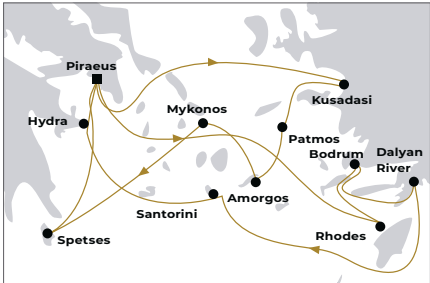 Piraeus
Kusadasi
Hydra
Mykonos
Patmos
Bodrum
Dalyan
River
Amorgos
Santorini
Rhodes
Spetses